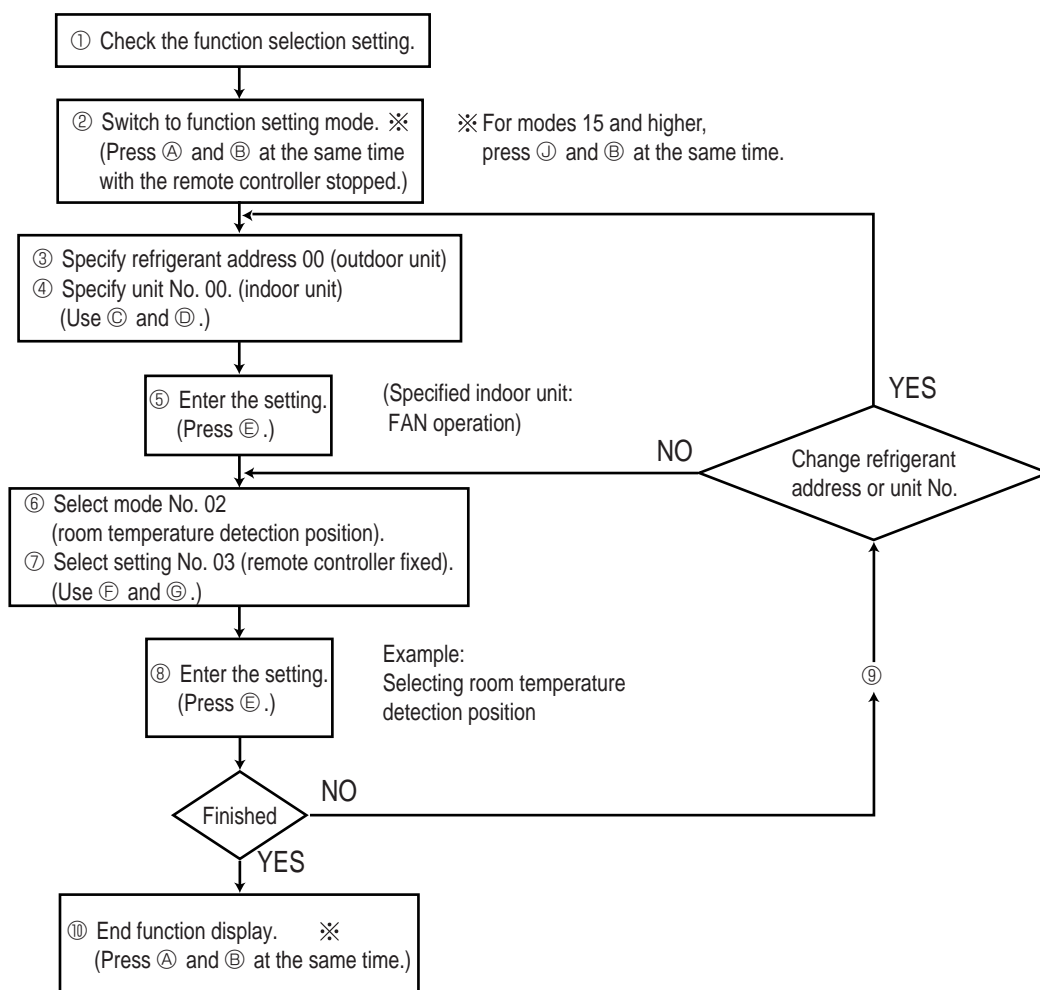 ① Check the function selection setting.
② Switch to function setting mode. ※
(Press Ⓐ and Ⓑ at the same time
with the remote controller stopped.)
※ For modes 15 and higher,
press Ⓙ and Ⓑ at the same time.
③ Specify refrigerant address 00 (outdoor unit)
④ Specify unit No. 00. (indoor unit)
(Use Ⓒ and Ⓓ.)
⑤ Enter the setting.
(Press Ⓔ.)
(Specified indoor unit:
FAN operation)
YES
NO
Change refrigerant
address or unit No.
⑥ Select mode No. 02
(room temperature detection position).
⑦ Select setting No. 03 (remote controller fixed).
(Use Ⓕ and Ⓖ.)
⑧ Enter the setting.
(Press Ⓔ.)
Example:
Selecting room temperature
detection position
⑨
Finished
NO
YES
⑩ End function display. ※
(Press Ⓐ and Ⓑ at the same time.)